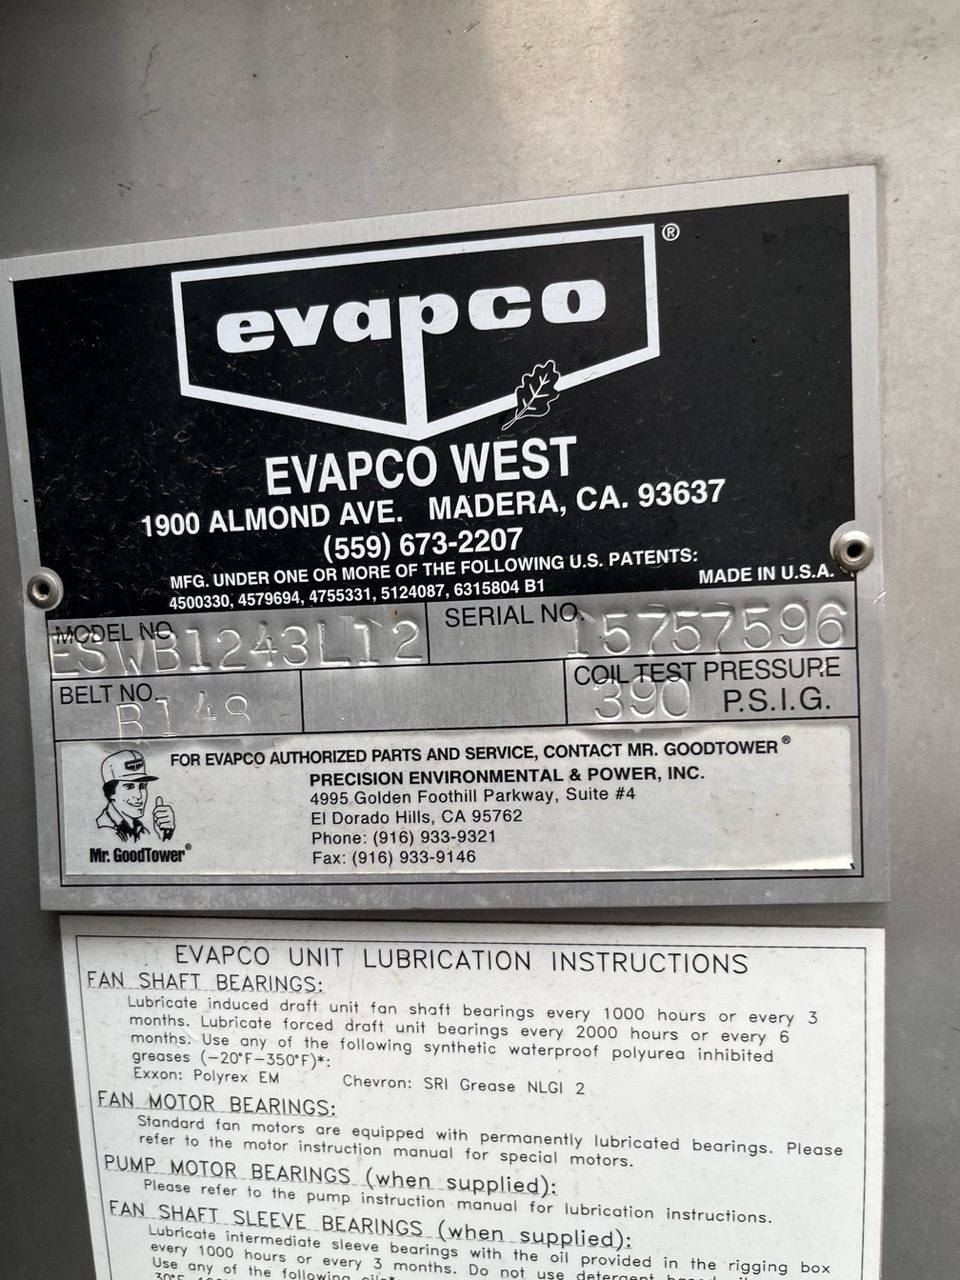 evapco ®
EVAPCO WEST
1900 ALMOND AVE. MADERA, CA. 93637
(559) 673-2207
MFG. UNDER ONE OR MORE OF THE FOLLOWING U.S. PATENTS:
4500330, 4579694, 4755331, 5124087, 6315804 B1
MADE IN U.S.A.
MODEL NO.
ESWB1243L12
SERIAL NO.
15757596
BELT NO.
B148
COIL TEST PRESSURE
390 P.S.I.G.
FOR EVAPCO AUTHORIZED PARTS AND SERVICE, CONTACT MR. GOODTOWER ®
PRECISION ENVIRONMENTAL & POWER, INC.
4995 Golden Foothill Parkway, Suite #4
El Dorado Hills, CA 95762
Phone: (916) 933-9321
Fax: (916) 933-9146
Mr. GoodTower®
EVAPCO UNIT LUBRICATION INSTRUCTIONS
FAN SHAFT BEARINGS:
Lubricate induced draft unit fan shaft bearings every 1000 hours or every 3
months. Lubricate forced draft unit bearings every 2000 hours or every 6
months. Use any of the following synthetic waterproof polyurea inhibited
greases (-20°F-350°F)*:
Exxon: Polyrex EM Chevron: SRI Grease NLGI 2
FAN MOTOR BEARINGS:
Standard fan motors are equipped with permanently lubricated bearings. Please
refer to the motor instruction manual for special motors.
PUMP MOTOR BEARINGS (when supplied):
Please refer to the pump instruction manual for lubrication instructions.
FAN SHAFT SLEEVE BEARINGS (when supplied):
Lubricate intermediate sleeve bearings with the oil provided in the rigging box
every 1000 hours or every 3 months. Do not use detergent
Use any of the following